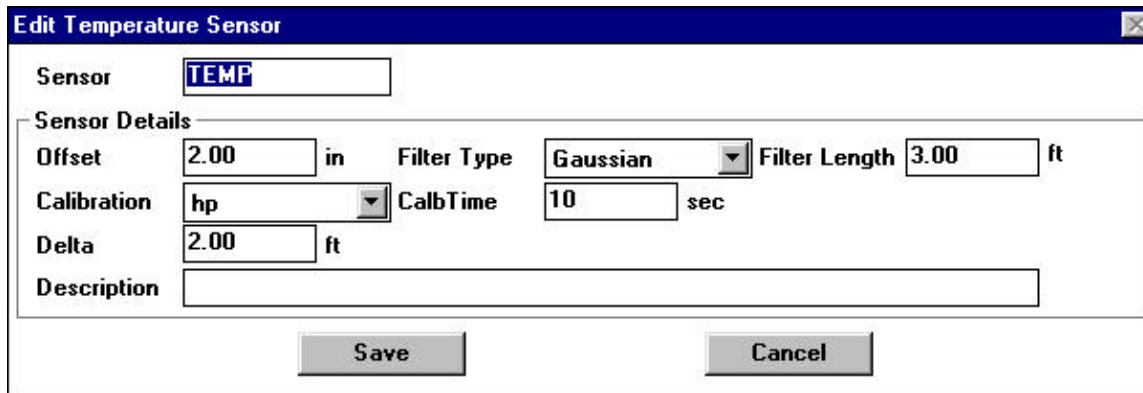 Edit Temperature Sensor
Sensor TEMP
Sensor Details
Offset 2.00 in Filter Type Gaussian Filter Length 3.00 ft
Calibration hp CalbTime 10 sec
Delta 2.00 ft
Description
Save Cancel